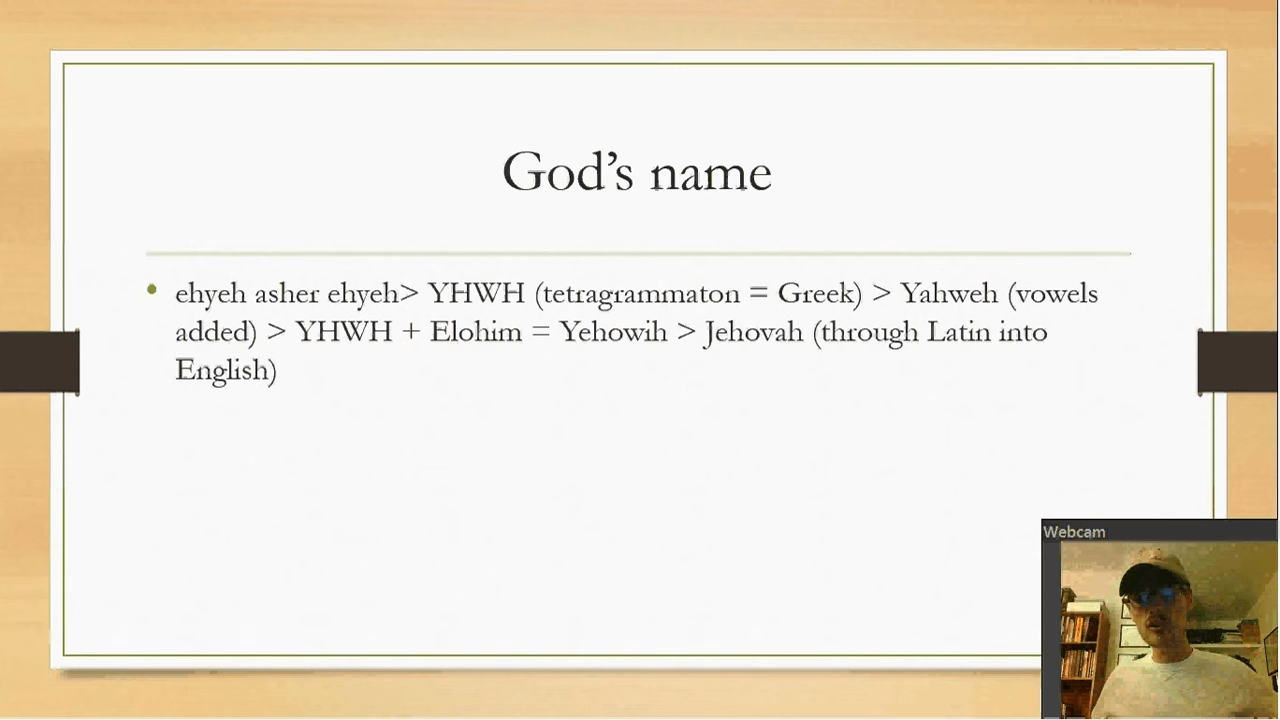 God's name
• ehyeh asher ehyeh> YHWH (tetragrammaton = Greek) > Yahweh (vowels
added) > YHWH + Elohim = Yehowih > Jehovah (through Latin into
English)
Webcam